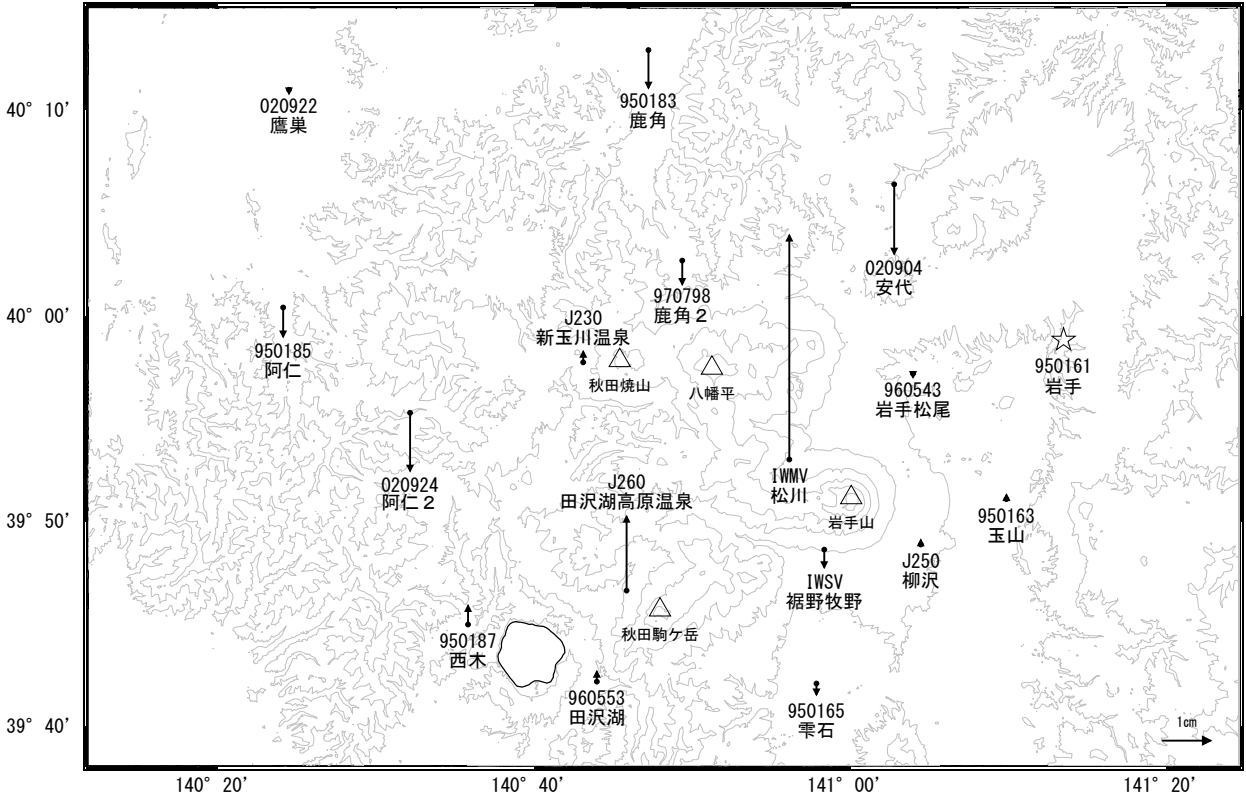 950183
鹿角
020922
鷹巣
40° 10'
020904
安代
970798
鹿角２
40° 00'
J230
新玉川温泉
950185
阿仁
950161
岩手
秋田焼山
八幡平
960543
岩手松尾
IWMV
松川
020924
阿仁２
J260
田沢湖高原温泉
岩手山
39° 50'
950163
玉山
J250
柳沢
IWSV
裾野牧野
秋田駒ケ岳
950187
西木
960553
田沢湖
950165
雫石
39° 40'
1cm
140° 20'
140° 40'
141° 00'
141° 20'